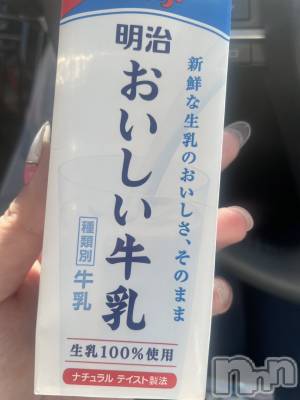 明治
おいしい牛乳
新鮮な生乳のおいしさ、そのまま
種類別
牛乳
生乳100%使用
ナチュラル テイスト製法